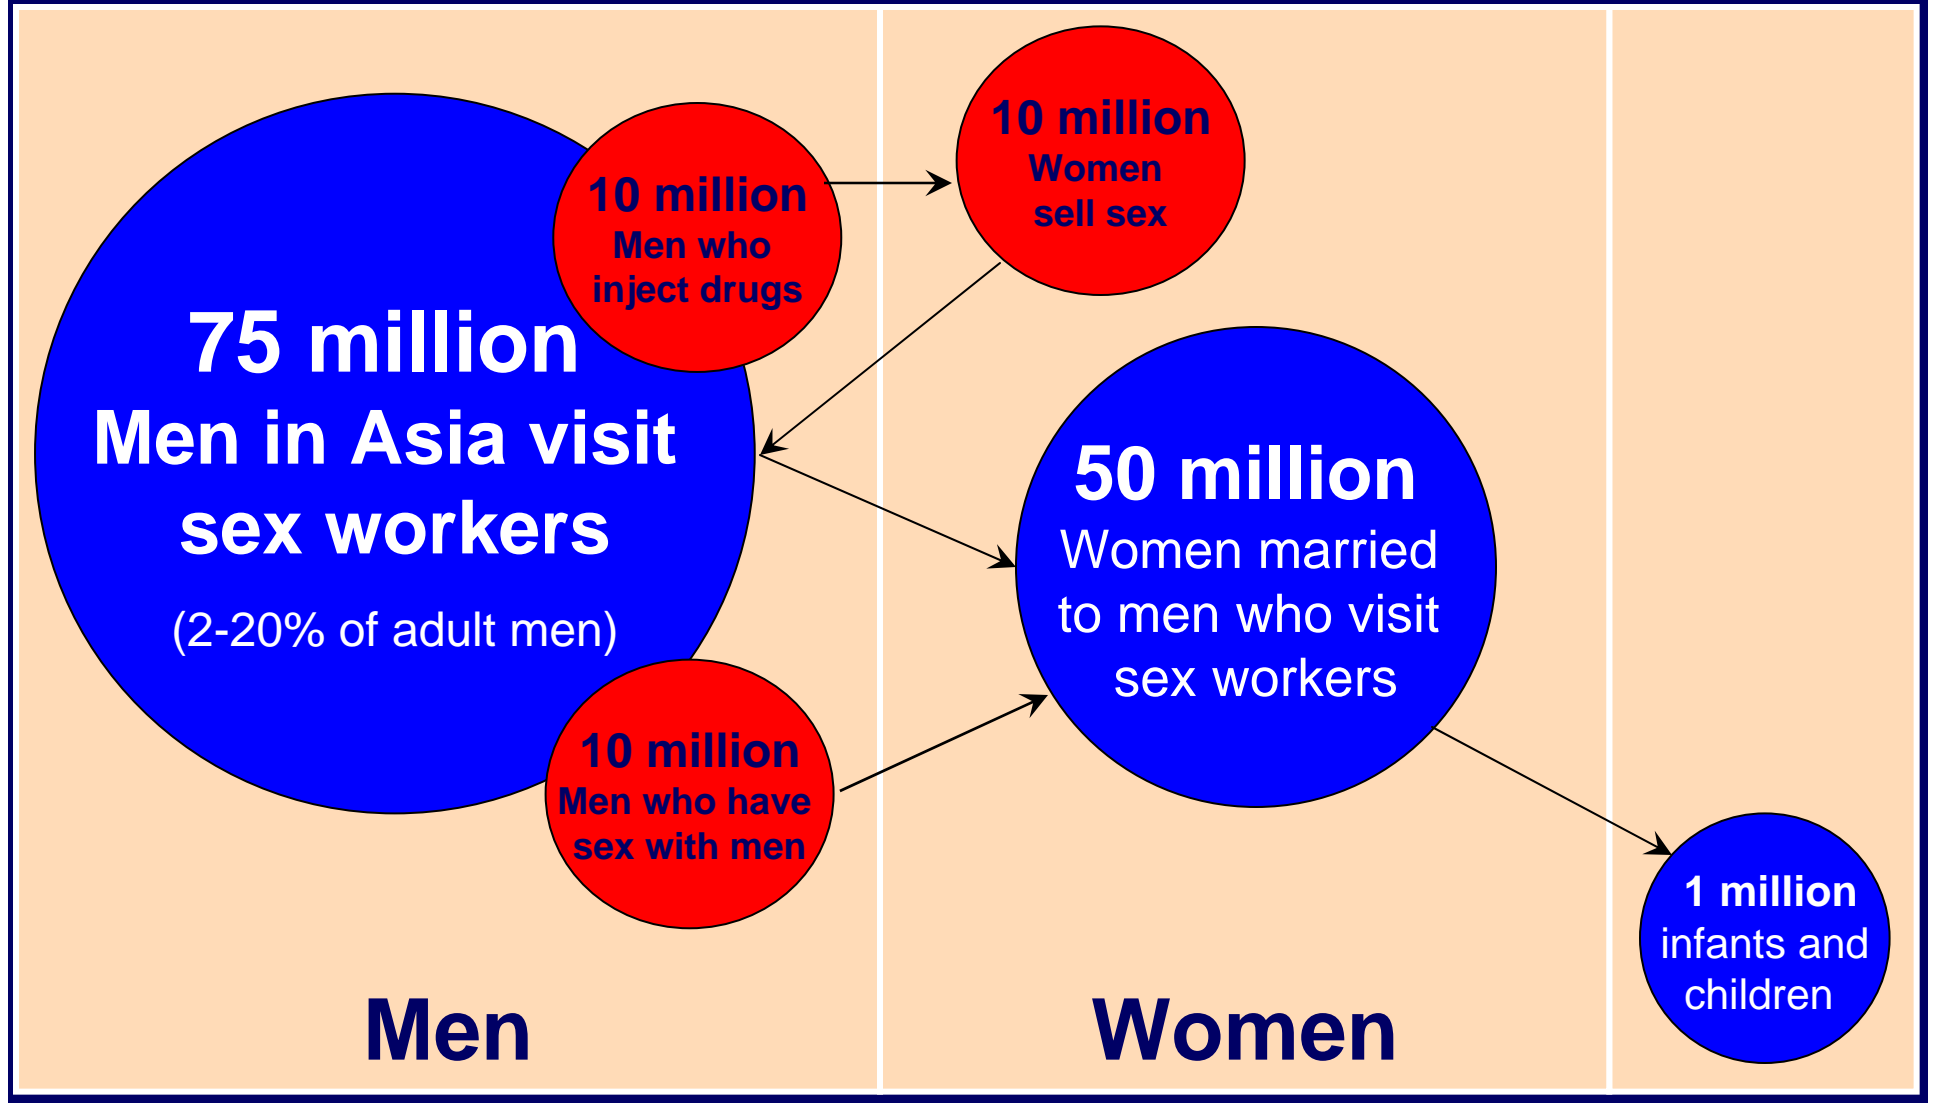 75 million
Men in Asia visit
sex workers
(2-20% of adult men)
10 million
Men who
inject drugs
10 million
Men who have
sex with men
Men
10 million
Women
sell sex
50 million
Women married
to men who visit
sex workers
Women
1 million
infants and
children